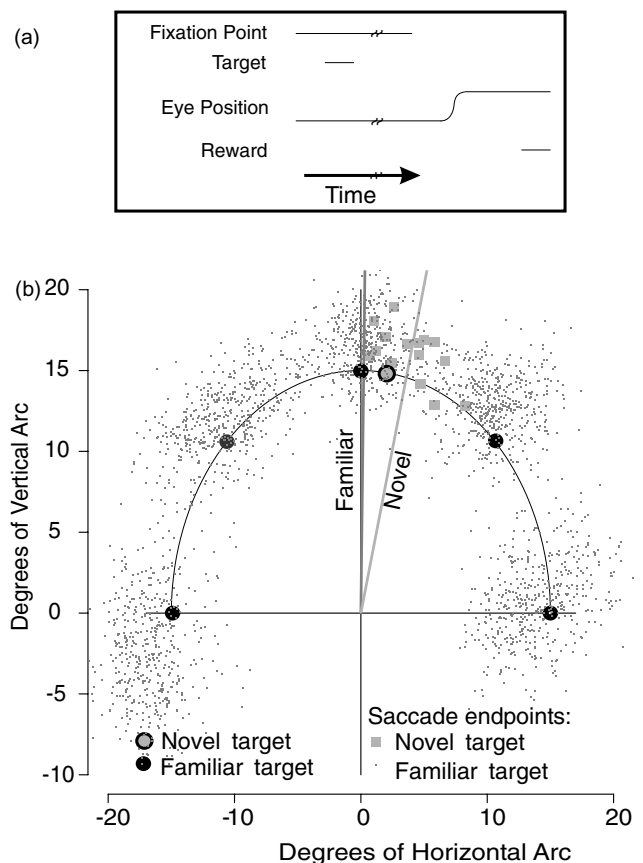 (a)
Fixation Point
Target
Eye Position
Reward
Time
(b)
20
15
10
5
0
-5
-10
Degrees of Vertical Arc
Familiar
Novel
Novel target
Familiar target
Saccade endpoints:
Novel target
Familiar target
-20 -10 0 10 20
Degrees of Horizontal Arc